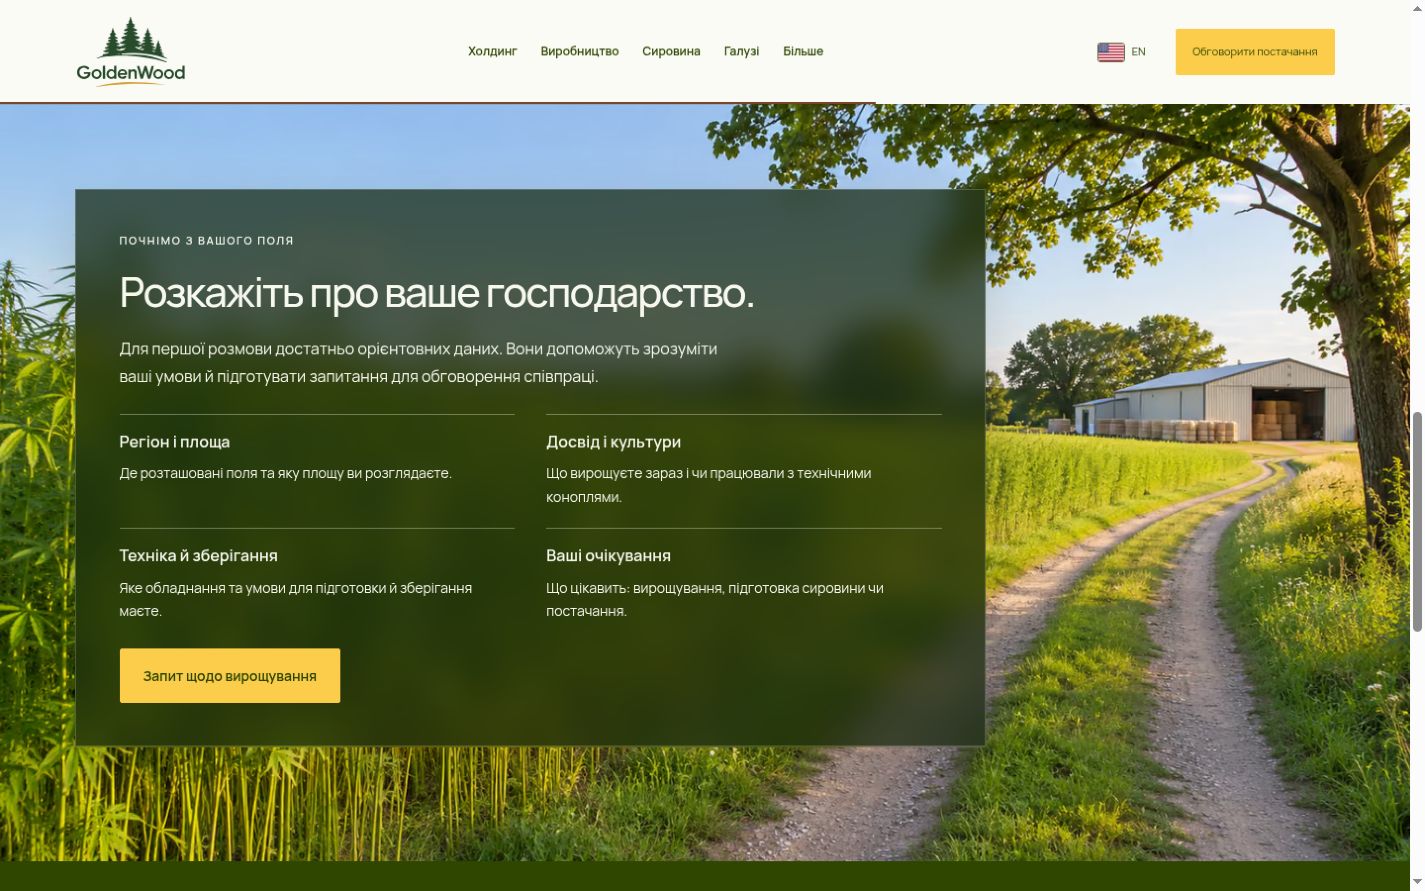 GoldenWood
Холдинг Виробництво Сировина Галузі Більше
EN
Обговорити постачання
ПОЧНІМО З ВАШОГО ПОЛЯ
Розкажіть про ваше господарство.
Для першої розмови достатньо орієнтовних даних. Вони допоможуть зрозуміти
ваші умови й підготувати запитання для обговорення співпраці.
Регіон і площа
Де розташовані поля та яку площу ви розглядаєте.
Досвід і культури
Що вирощуєте зараз і чи працювали з технічними
коноплями.
Техніка й зберігання
Яке обладнання та умови для підготовки й зберігання
маєте.
Ваші очікування
Що цікавить: вирощування, підготовка сировини чи
постачання.
Запит щодо вирощування